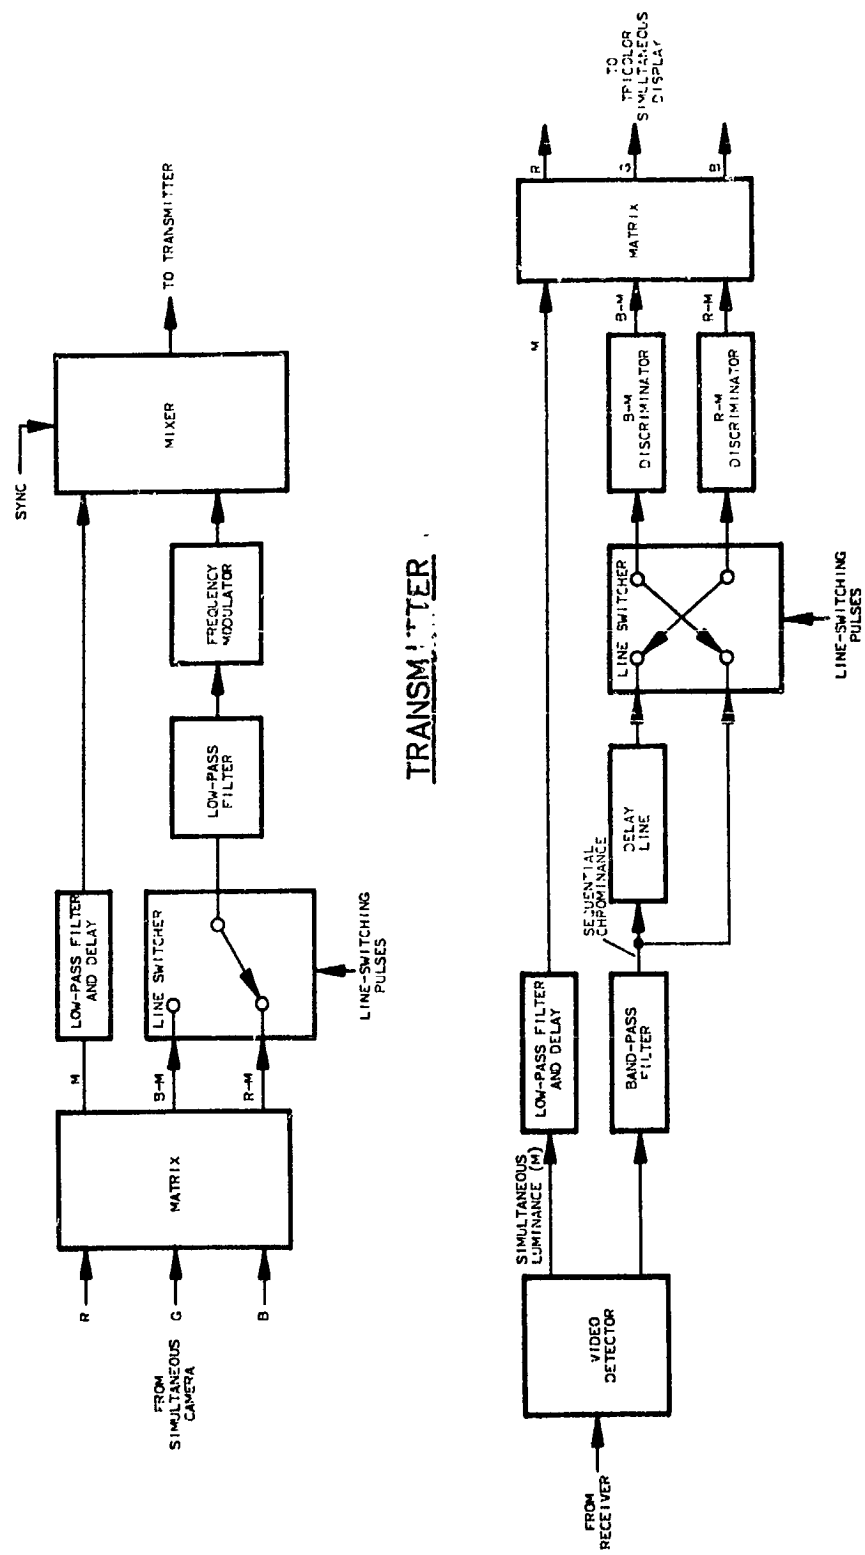 FROM
SIMULTANEOUS
CAMERA
R
G
B
MATRIX
M
B-M
R-M
LOW-PASS FILTER
AND DELAY
LINE SWITCHER
LINE-SWITCHING
PULSES
LOW-PASS
FILTER
FREQUENCY
MODULATOR
SYNC
MIXER
TO TRANSMITTER
TRANSMITTER
FROM
RECEIVER
VIDEO
DETECTOR
SIMULTANEOUS
LUMINANCE (M)
LOW-PASS FILTER
AND DELAY
BAND-PASS
FILTER
SEQUENTIAL
CHROMINANCE
DELAY
LINE
LINE SWITCHER
LINE-SWITCHING
PULSES
B-M
DISCRIMINATOR
R-M
DISCRIMINATOR
M
B-M
R-M
MATRIX
R
G
B
TO
TRICOLOR
SIMULTANEOUS
DISPLAY